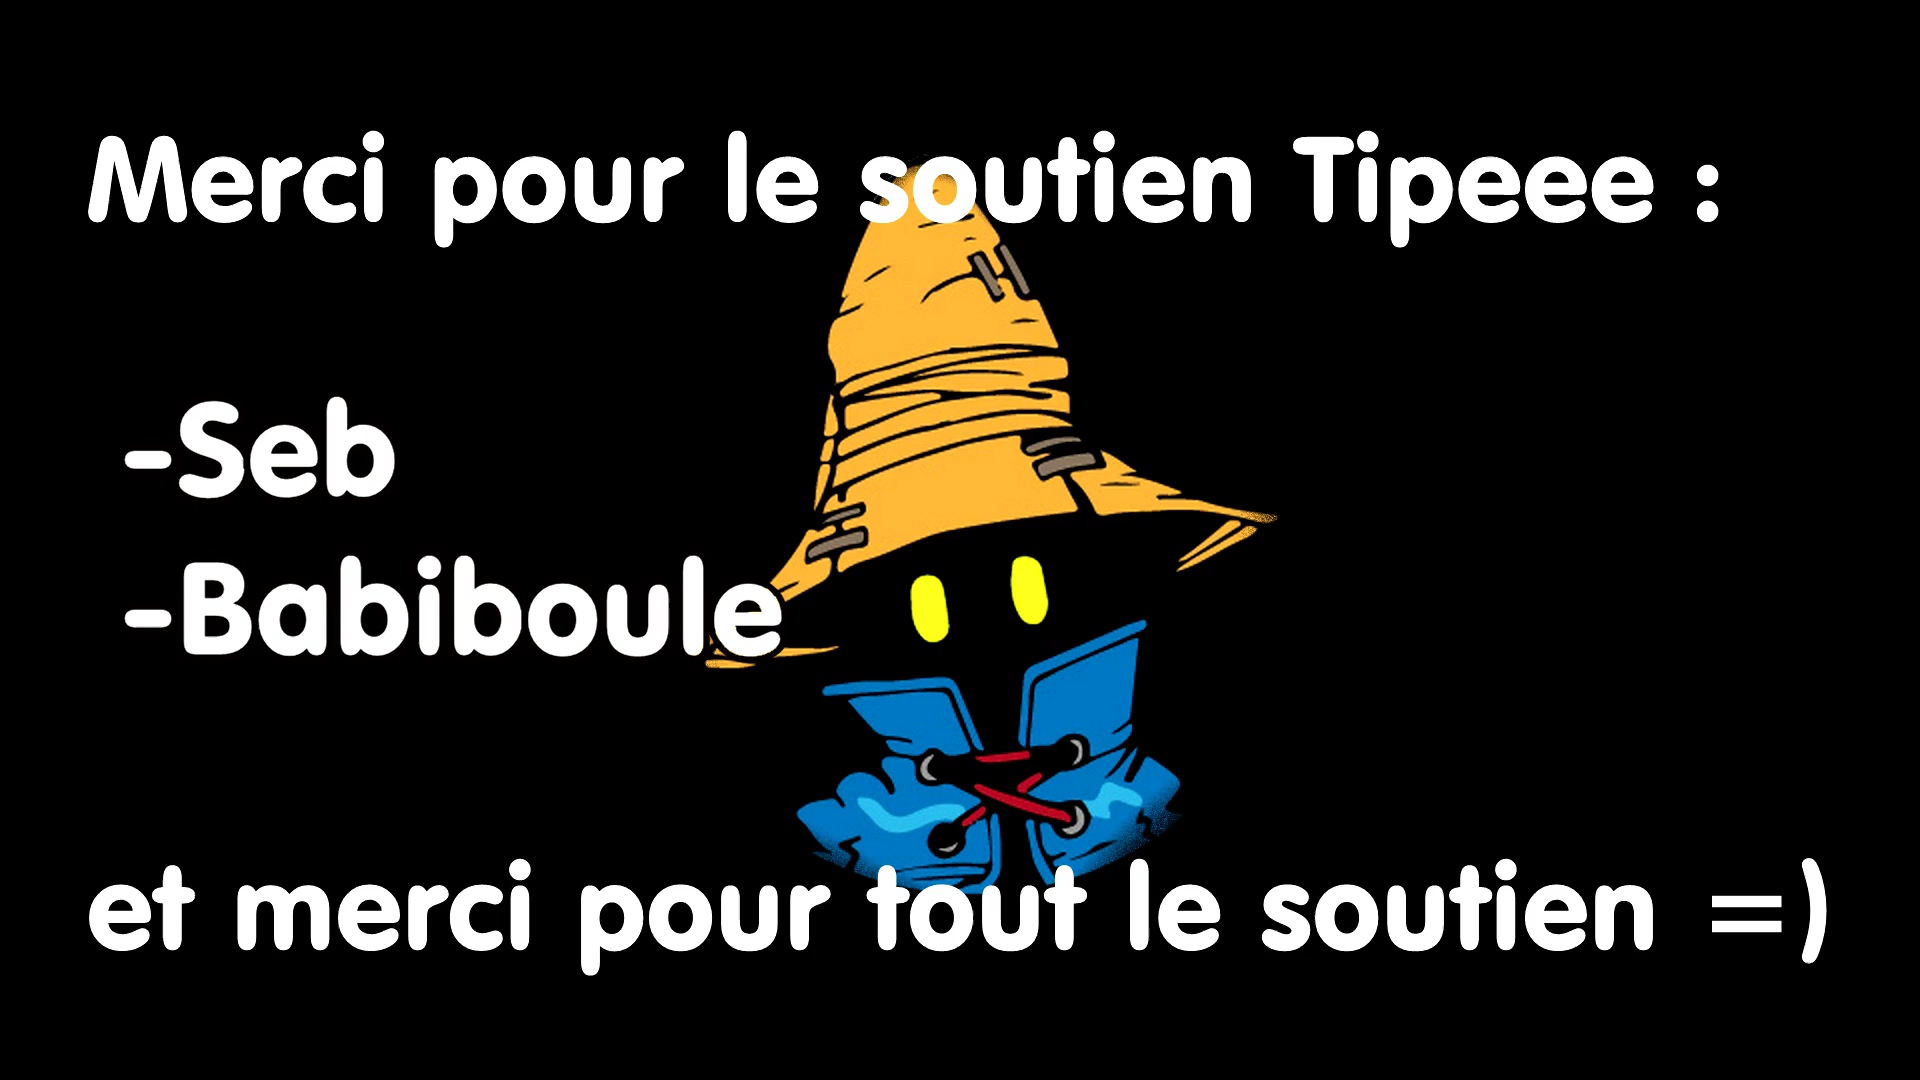 Merci pour le soutien Tipeee :
-Seb
-Babiboule
et merci pour tout le soutien =)